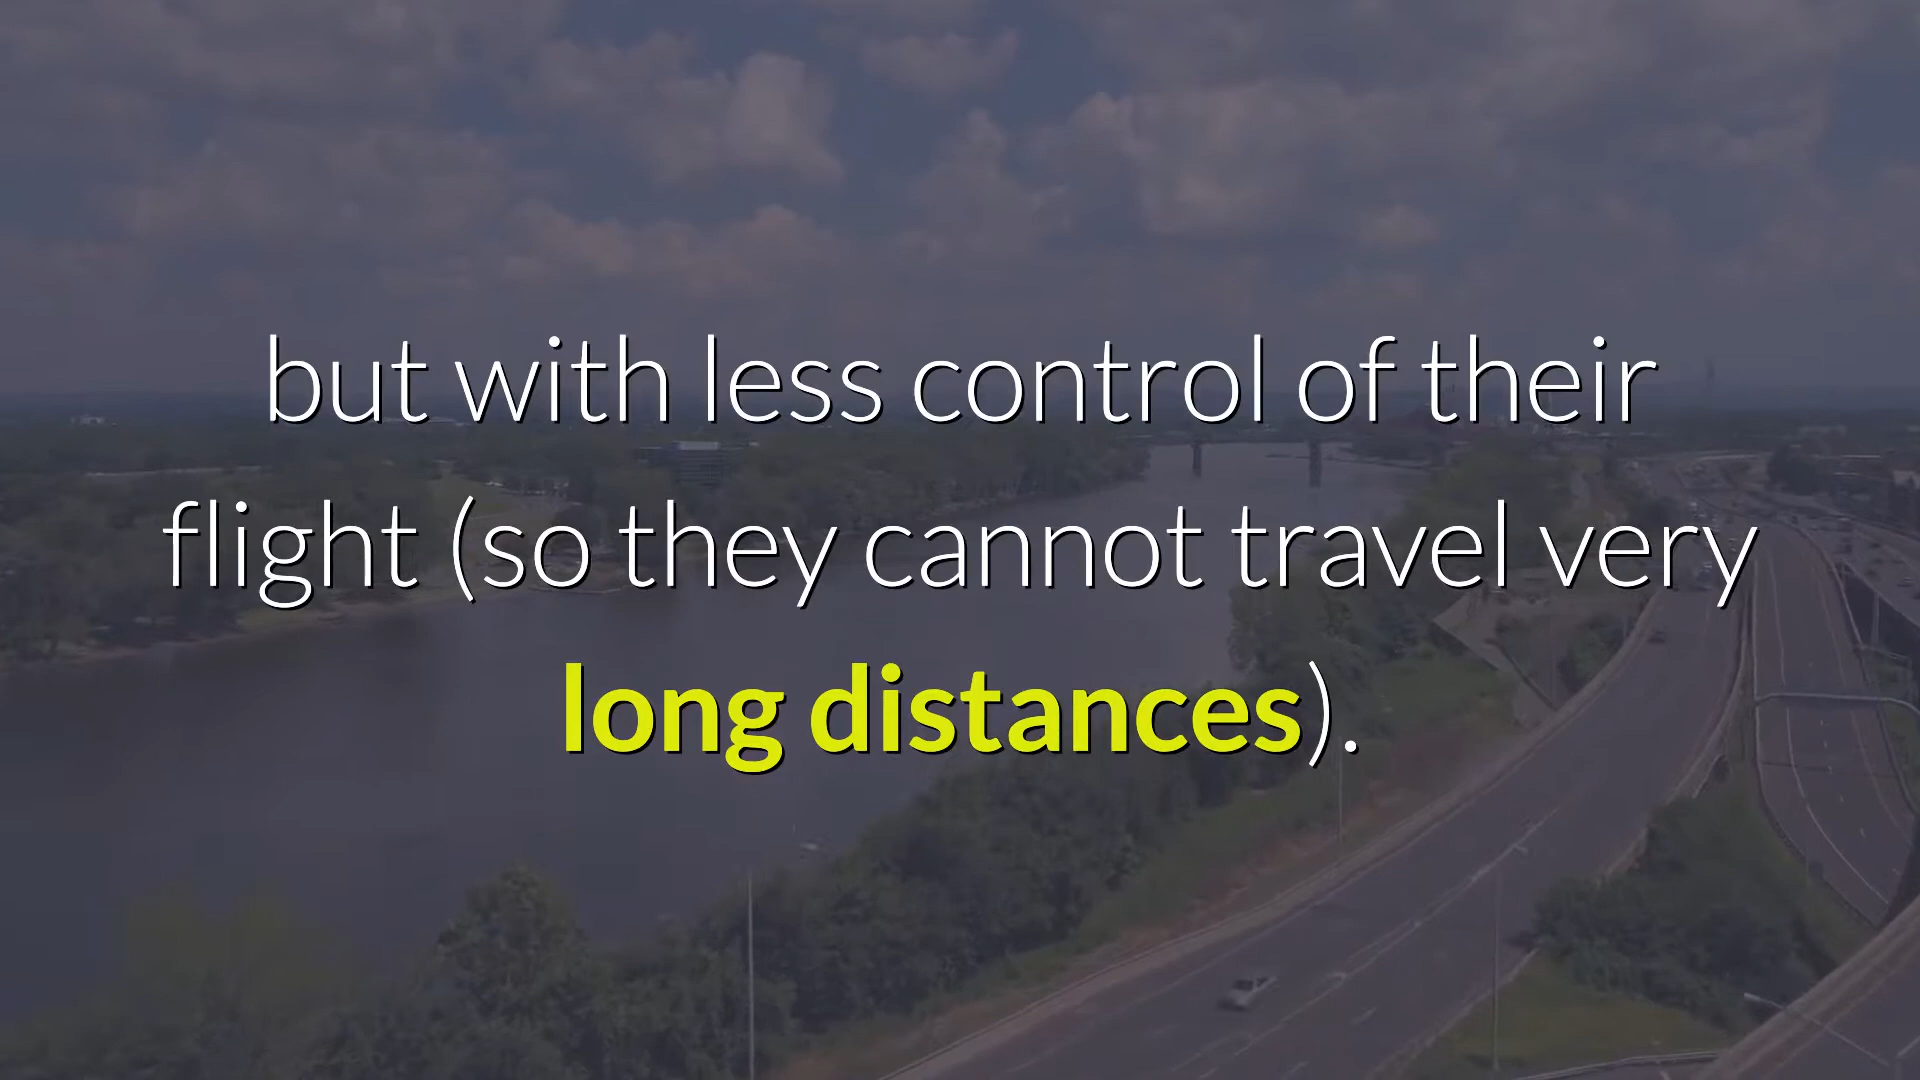 but with less control of their
flight (so they cannot travel very
long distances).